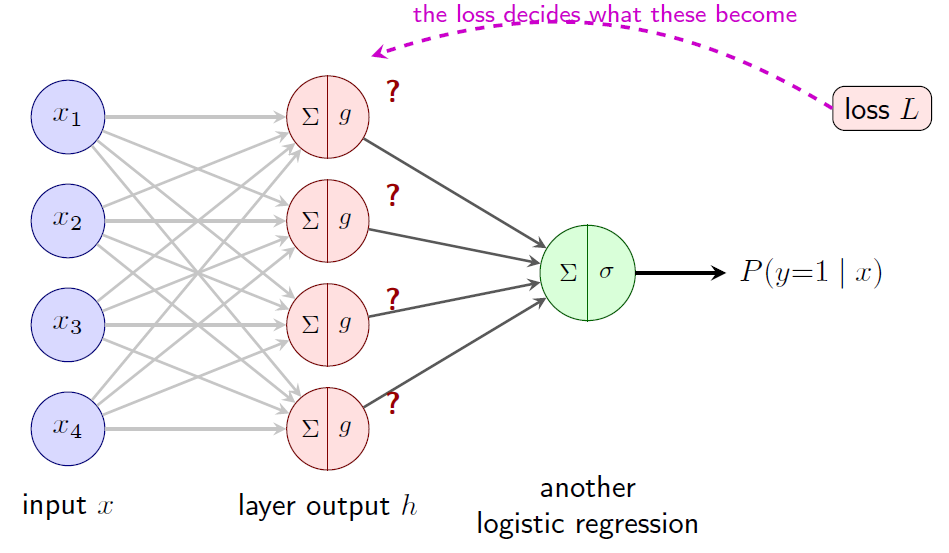 the loss decides what these become
loss L
x₁ Σ g ?
x₂ Σ g ?
Σ σ P(y=1 | x)
x₃ Σ g ?
x₄ Σ g ?
input x
layer output h
another
logistic regression